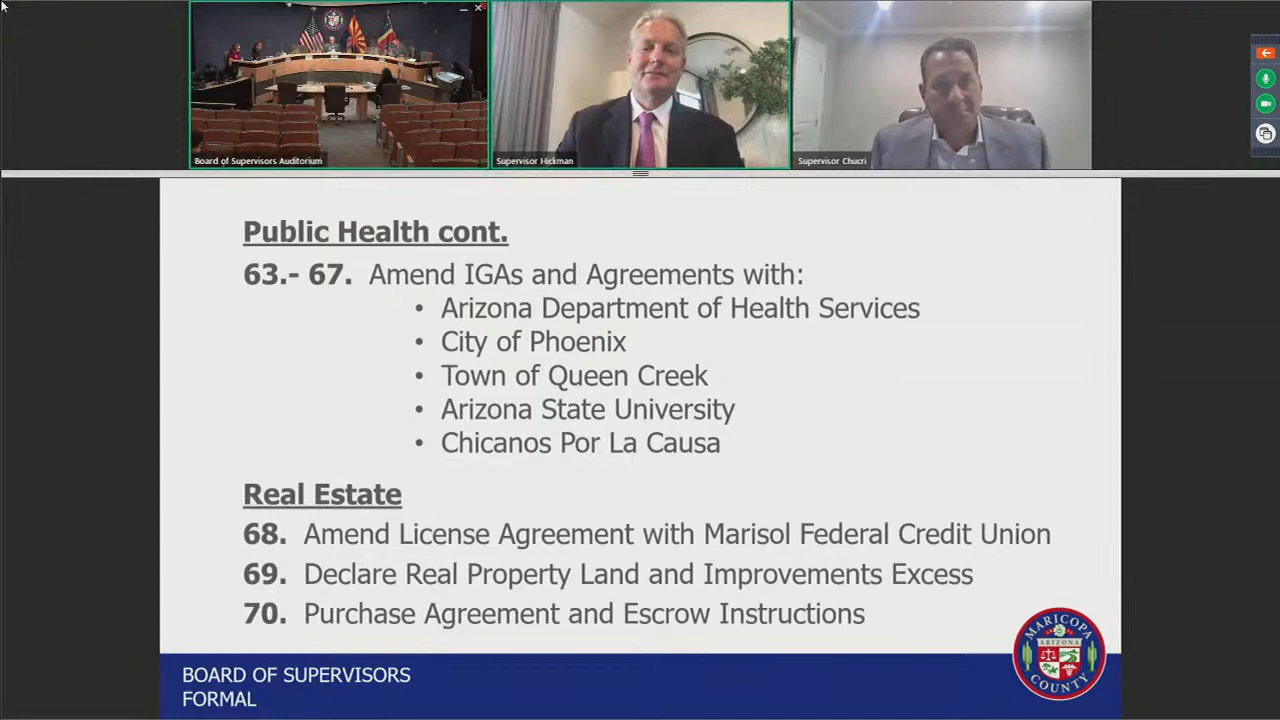 Board of Supervisors Auditorium
Supervisor Hickman
Supervisor Chucri
Public Health cont.
63.- 67. Amend IGAs and Agreements with:
• Arizona Department of Health Services
• City of Phoenix
• Town of Queen Creek
• Arizona State University
• Chicanos Por La Causa
Real Estate
68. Amend License Agreement with Marisol Federal Credit Union
69. Declare Real Property Land and Improvements Excess
70. Purchase Agreement and Escrow Instructions
MARICOPA
ARIZONA
COUNTY
BOARD OF SUPERVISORS
FORMAL